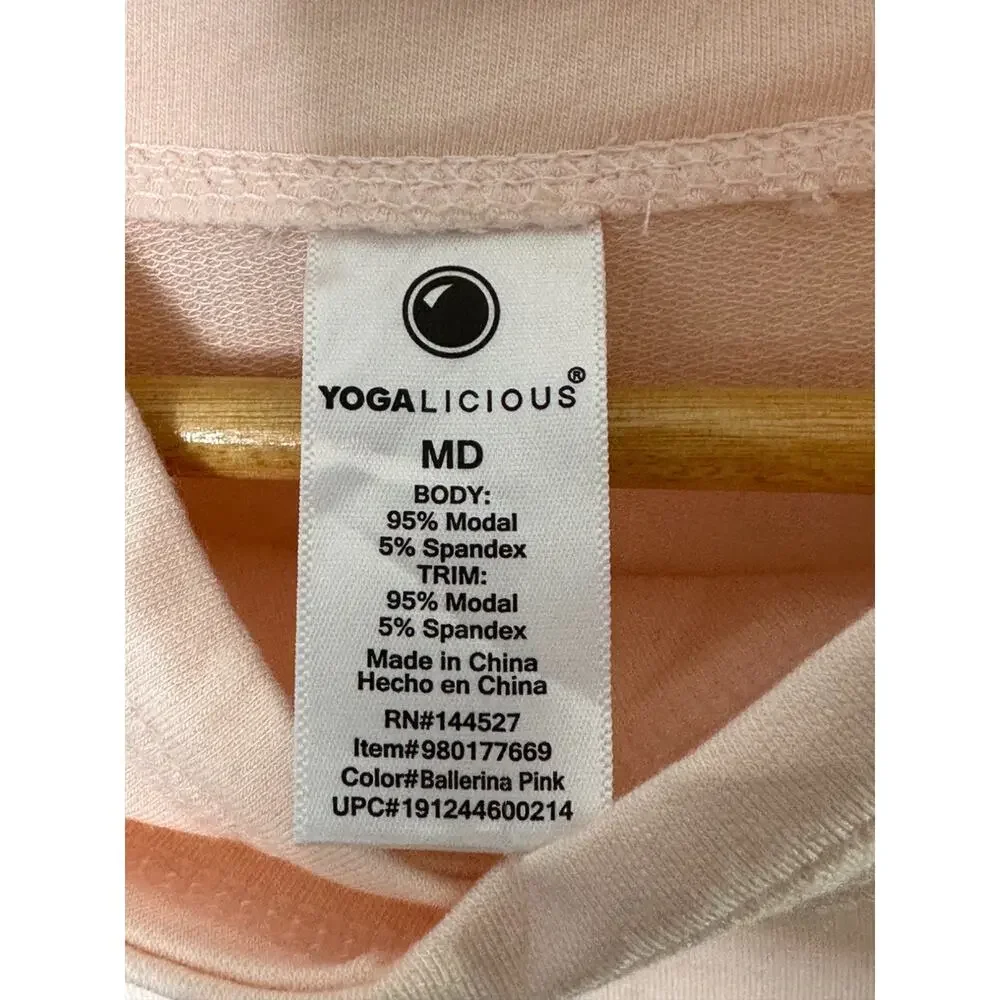 YOGALICIOUS®
MD
BODY:
95% Modal
5% Spandex
TRIM:
95% Modal
5% Spandex
Made in China
Hecho en China
RN#144527
Item#980177669
Color#Ballerina Pink
UPC#191244600214